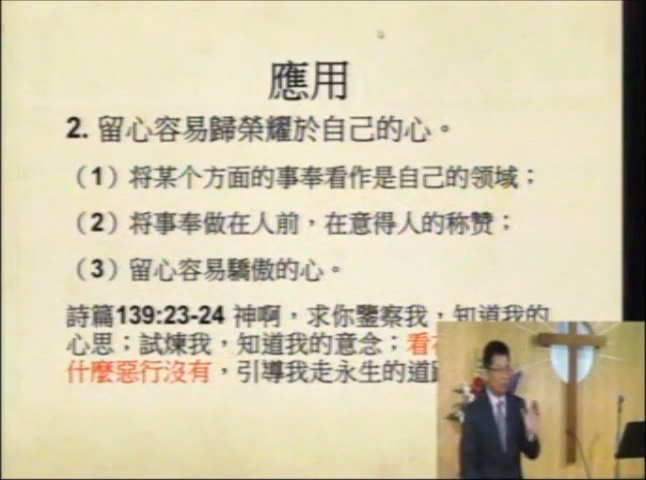 應用
2. 留心容易歸榮耀於自己的心。
（1）将某个方面的事奉看作是自己的领域；
（2）将事奉做在人前，在意得人的称赞；
（3）留心容易驕傲的心。
詩篇139:23-24 神啊，求你鑒察我，知道我的
心思；試煉我，知道我的意念；看
什麼惡行沒有，引導我走永生的道